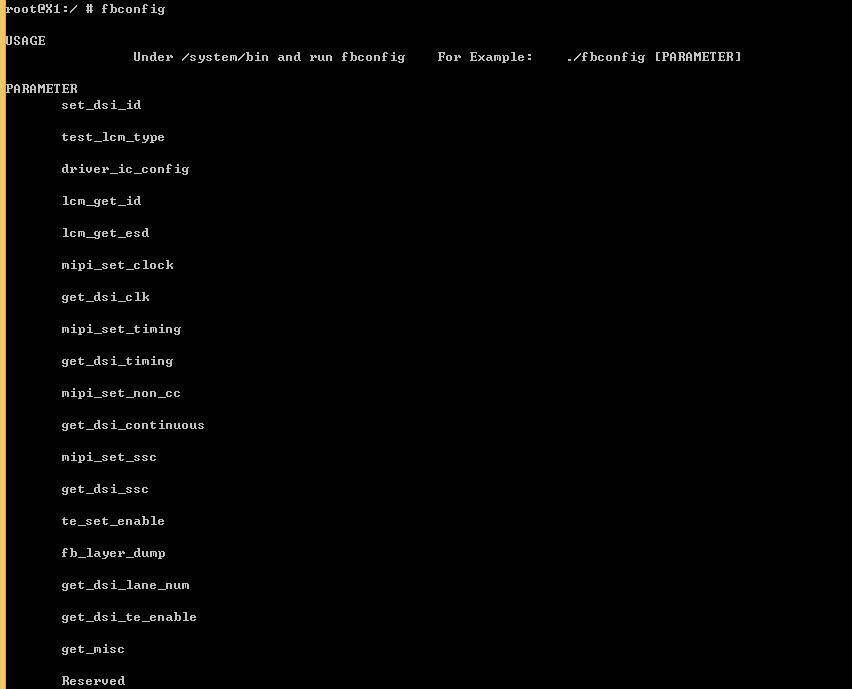 root@X1:/ # fbconfig
USAGE
Under /system/bin and run fbconfig    For Example:    ./fbconfig [PARAMETER]
PARAMETER
set_dsi_id
test_lcm_type
driver_ic_config
lcm_get_id
lcm_get_esd
mipi_set_clock
get_dsi_clk
mipi_set_timing
get_dsi_timing
mipi_set_non_cc
get_dsi_continuous
mipi_set_ssc
get_dsi_ssc
te_set_enable
fb_layer_dump
get_dsi_lane_num
get_dsi_te_enable
get_misc
Reserved